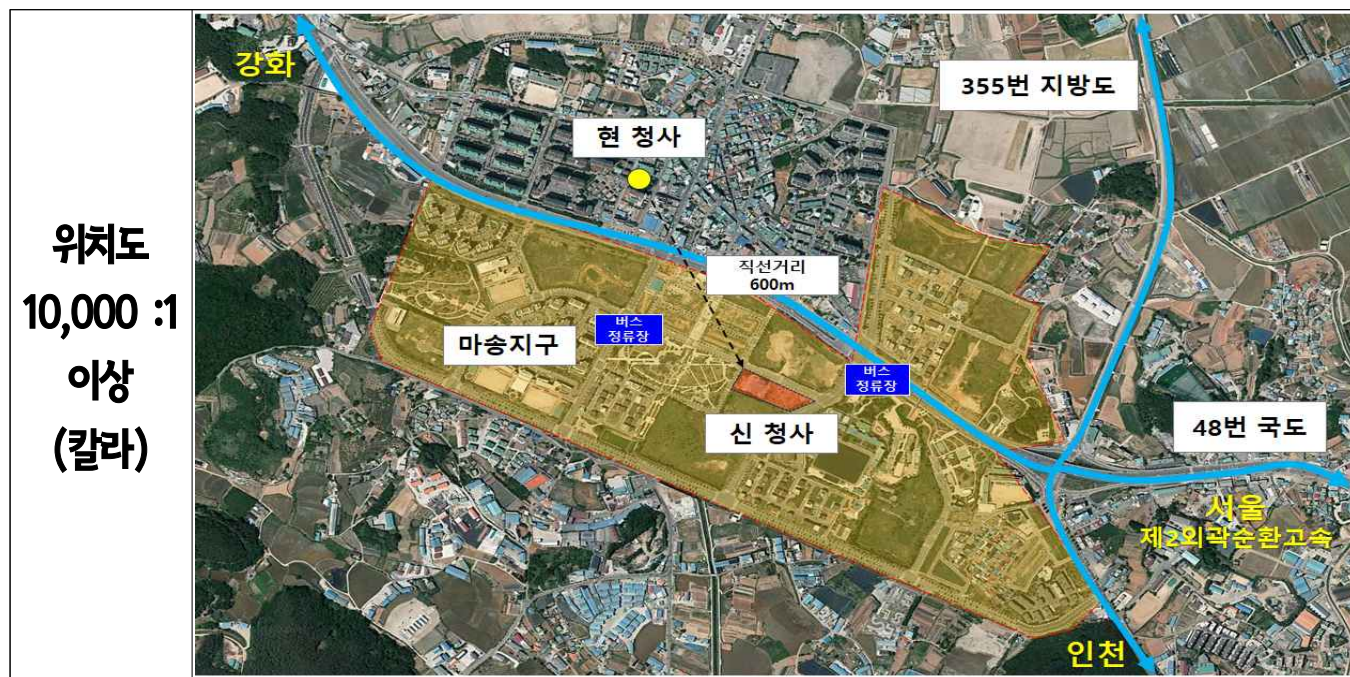 위치도
10,000 :1
이상
(칼라)
강화
355번 지방도
현 청사
직선거리
600m
마송지구
버스
정류장
버스
정류장
신 청사
48번 국도
서울
제2외곽순환고속
인천